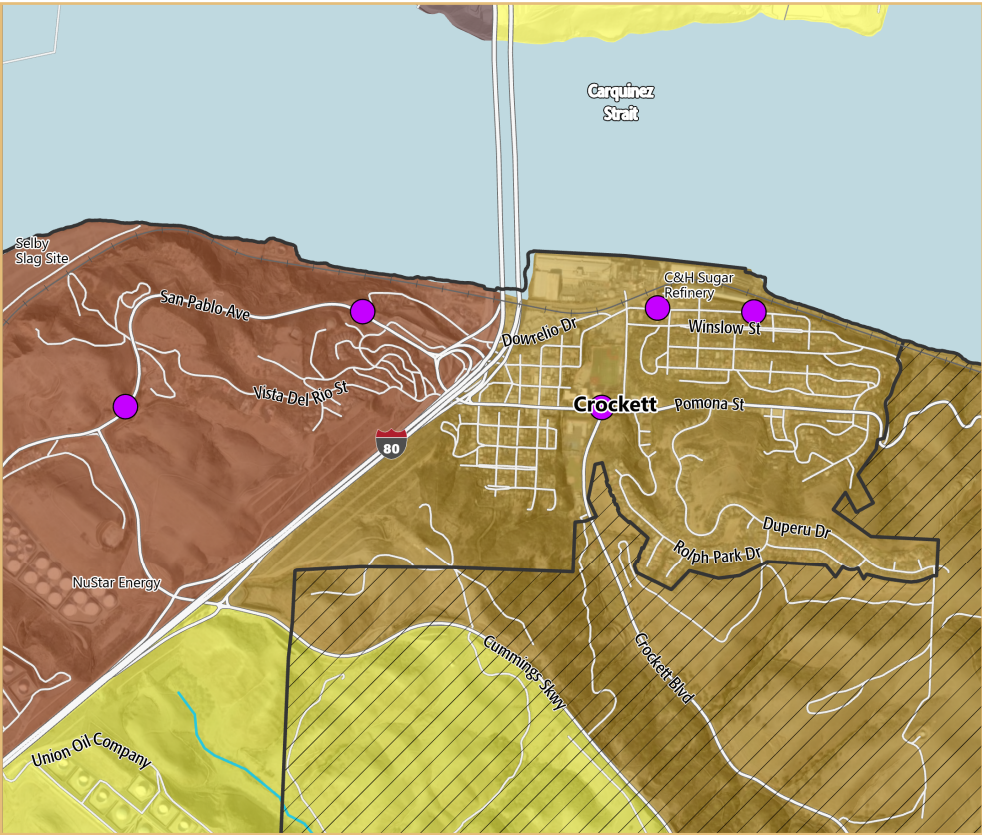 Carquinez
Strait
Selby
Slag Site
C&H Sugar
Refinery
San Pablo Ave
Winslow St
Dowrelio Dr
Vista Del Rio St
Crockett
Pomona St
80
Duperu Dr
Rolph Park Dr
NuStar Energy
Cummings Skwy
Crockett Blvd
Union Oil Company